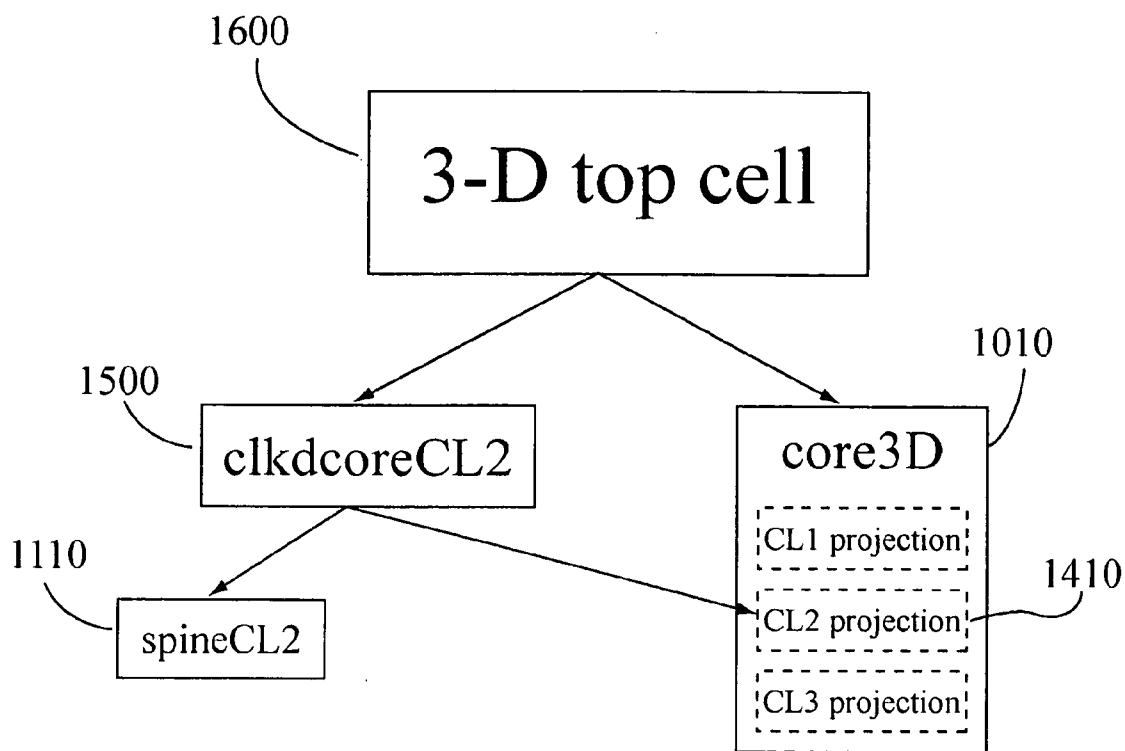 1600
3-D top cell
1500
clkdcoreCL2
1010
core3D
CL1 projection
1110
spineCL2
1410
CL2 projection
CL3 projection